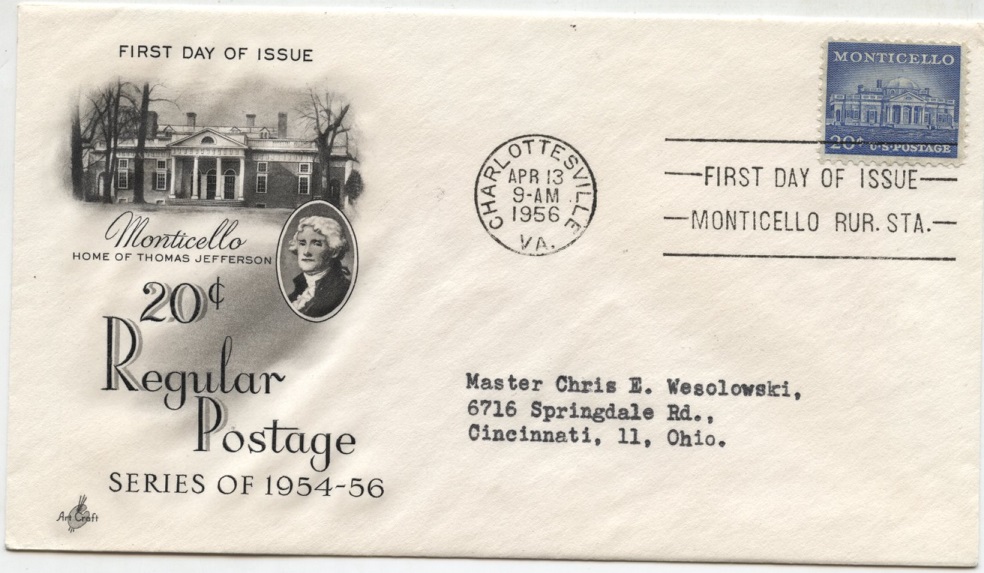 FIRST DAY OF ISSUE
Monticello
HOME OF THOMAS JEFFERSON
20¢
Regular
Postage
SERIES OF 1954-56
Art Craft
CHARLOTTESVILLE
APR 13
9-AM
1956
VA.
MONTICELLO
20¢ U.S. POSTAGE
FIRST DAY OF ISSUE
MONTICELLO RUR. STA.
Master Chris E. Wesolowski,
6716 Springdale Rd.,
Cincinnati, 11, Ohio.